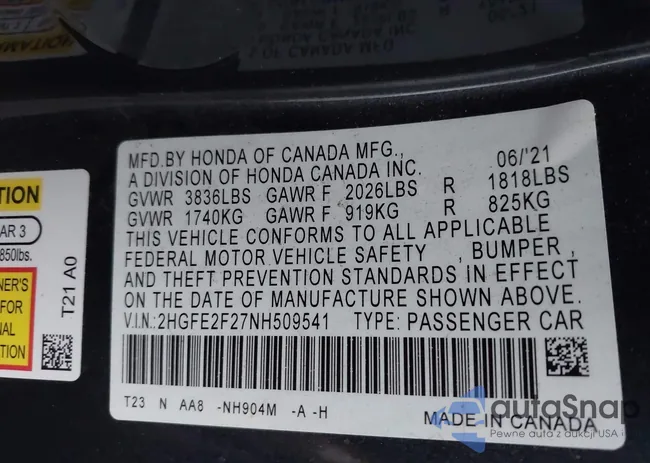 MFD.BY HONDA OF CANADA MFG., 06/'21
A DIVISION OF HONDA CANADA INC.
GVWR 3836LBS GAWR F 2026LBS R 1818LBS
GVWR 1740KG GAWR F 919KG R 825KG
THIS VEHICLE CONFORMS TO ALL APPLICABLE
FEDERAL MOTOR VEHICLE SAFETY , BUMPER ,
AND THEFT PREVENTION STANDARDS IN EFFECT
ON THE DATE OF MANUFACTURE SHOWN ABOVE.
V.I.N.:2HGFE2F27NH509541 TYPE: PASSENGER CAR
T23 N AA8 -NH904M -A -H
MADE IN CANADA
TION
AR 3
850lbs.
NER'S
FOR
NAL
TION
T21 A0
autoSnap
Pewne auta z aukcji USA